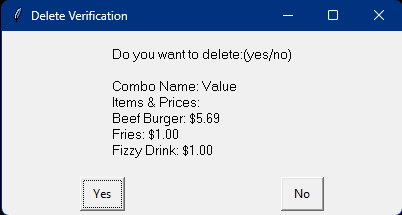 Delete Verification
Do you want to delete:(yes/no)
Combo Name: Value
Items & Prices:
Beef Burger: $5.69
Fries: $1.00
Fizzy Drink: $1.00
Yes
No